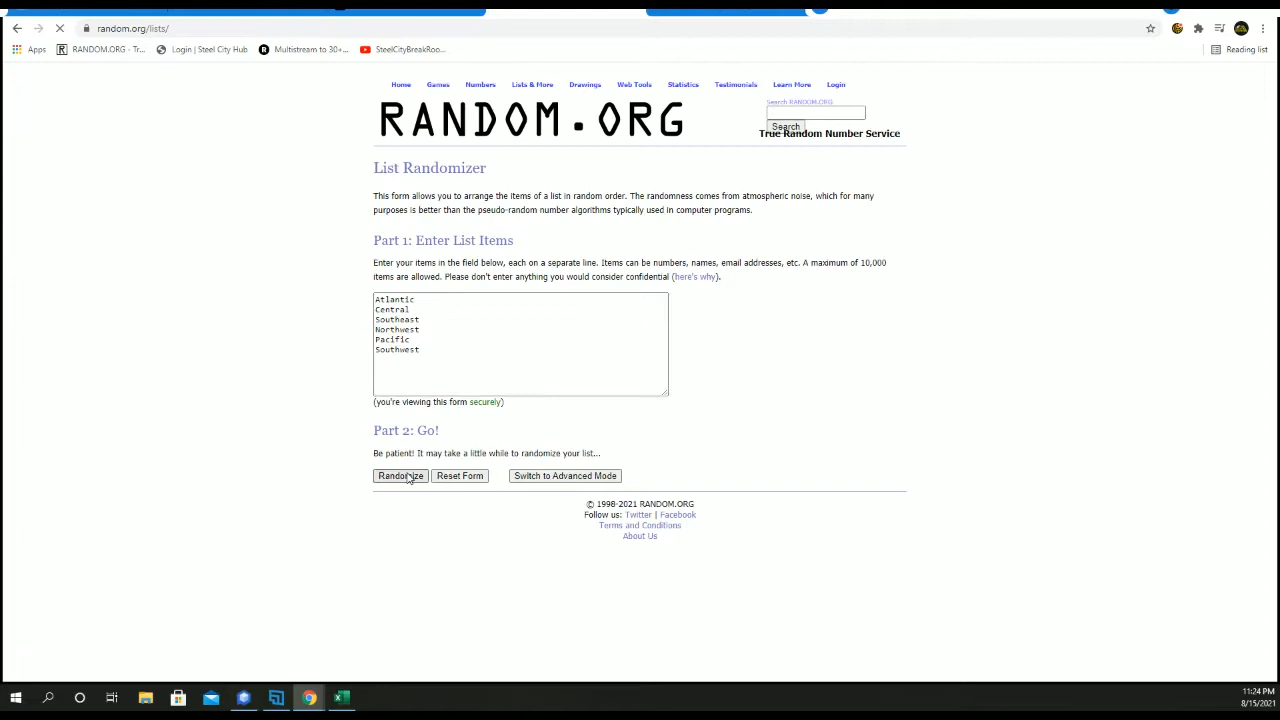 random.org/lists/
Apps RANDOM.ORG - Tr... Login | Steel City Hub Multistream to 30+... SteelCityBreakRoo... Reading list
Home Games Numbers Lists & More Drawings Web Tools Statistics Testimonials Learn More Login
RANDOM.ORG
Search RANDOM.ORG
Search
True Random Number Service
List Randomizer
This form allows you to arrange the items of a list in random order. The randomness comes from atmospheric noise, which for many
purposes is better than the pseudo-random number algorithms typically used in computer programs.
Part 1: Enter List Items
Enter your items in the field below, each on a separate line. Items can be numbers, names, email addresses, etc. A maximum of 10,000
items are allowed. Please don't enter anything you would consider confidential (here's why).
Atlantic
Central
Southeast
Northwest
Pacific
Southwest
(you're viewing this form securely)
Part 2: Go!
Be patient! It may take a little while to randomize your list...
Randomize Reset Form Switch to Advanced Mode
© 1998-2021 RANDOM.ORG
Follow us: Twitter | Facebook
Terms and Conditions
About Us
11:24 PM
8/15/2021